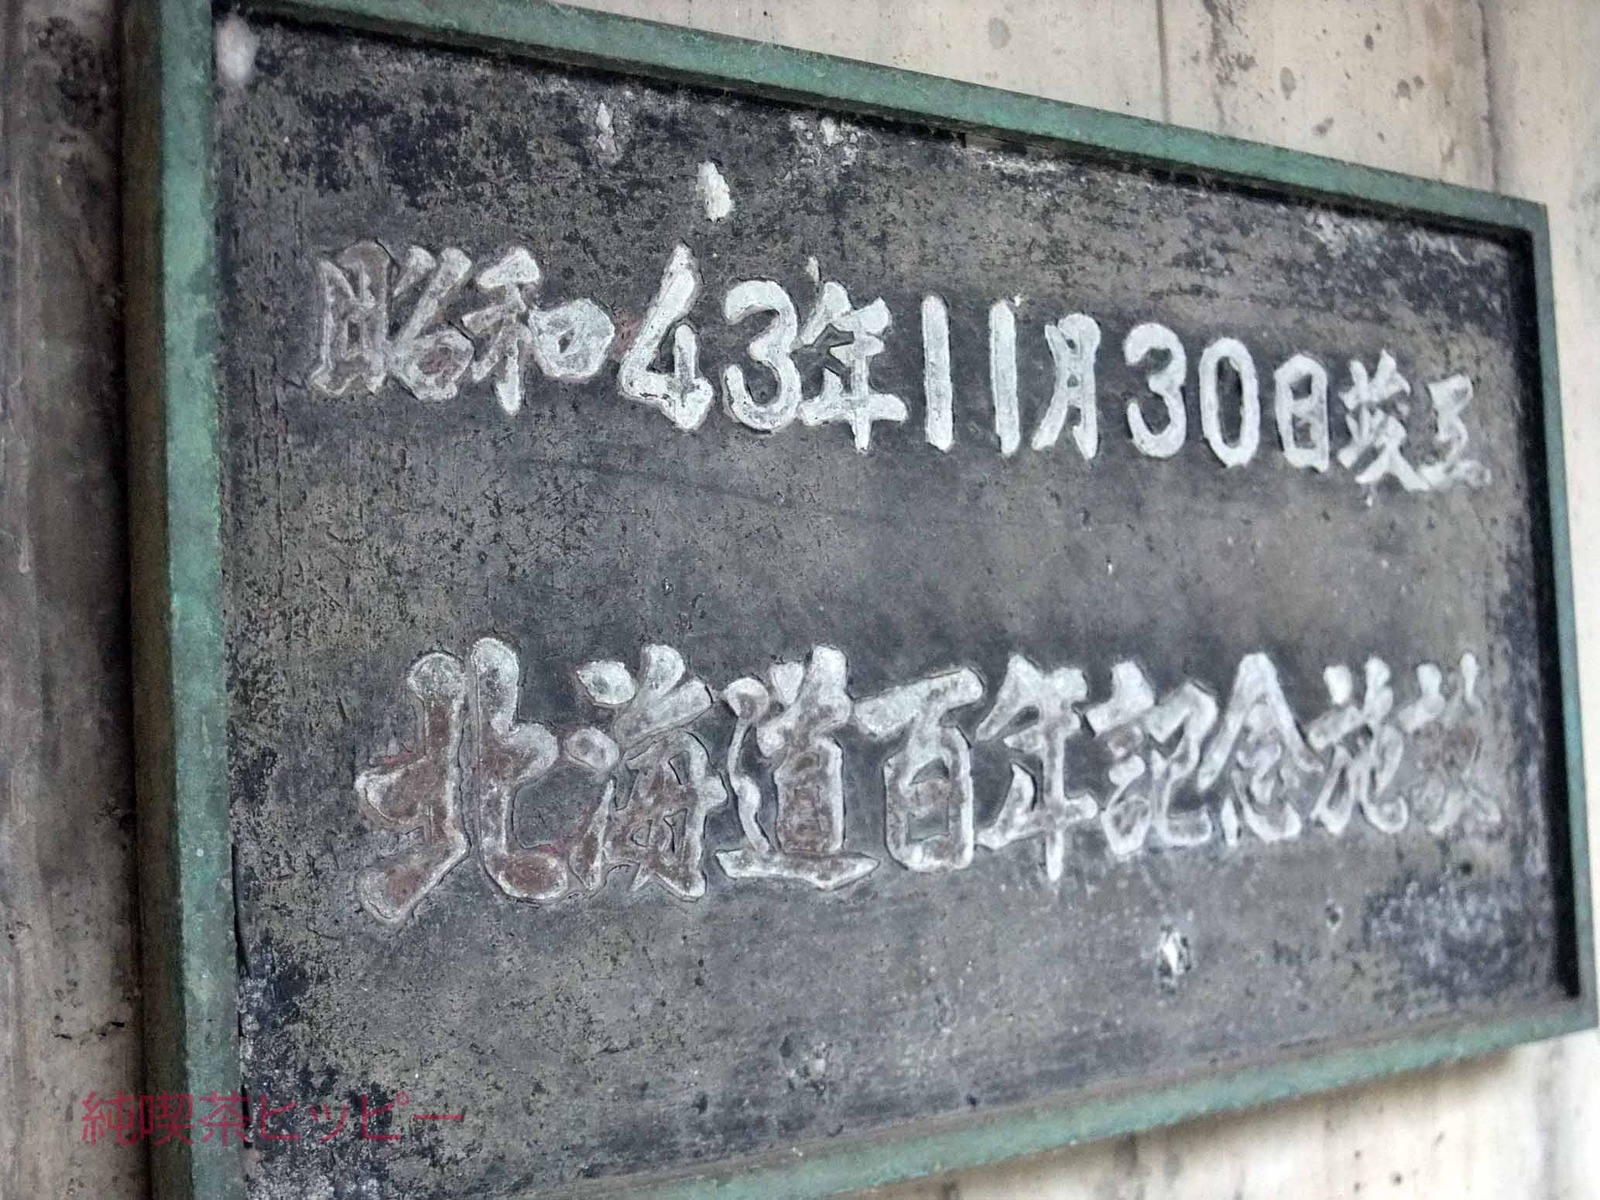 昭和43年11月30日竣工
北海道百年記念施設
純喫茶ヒッピー